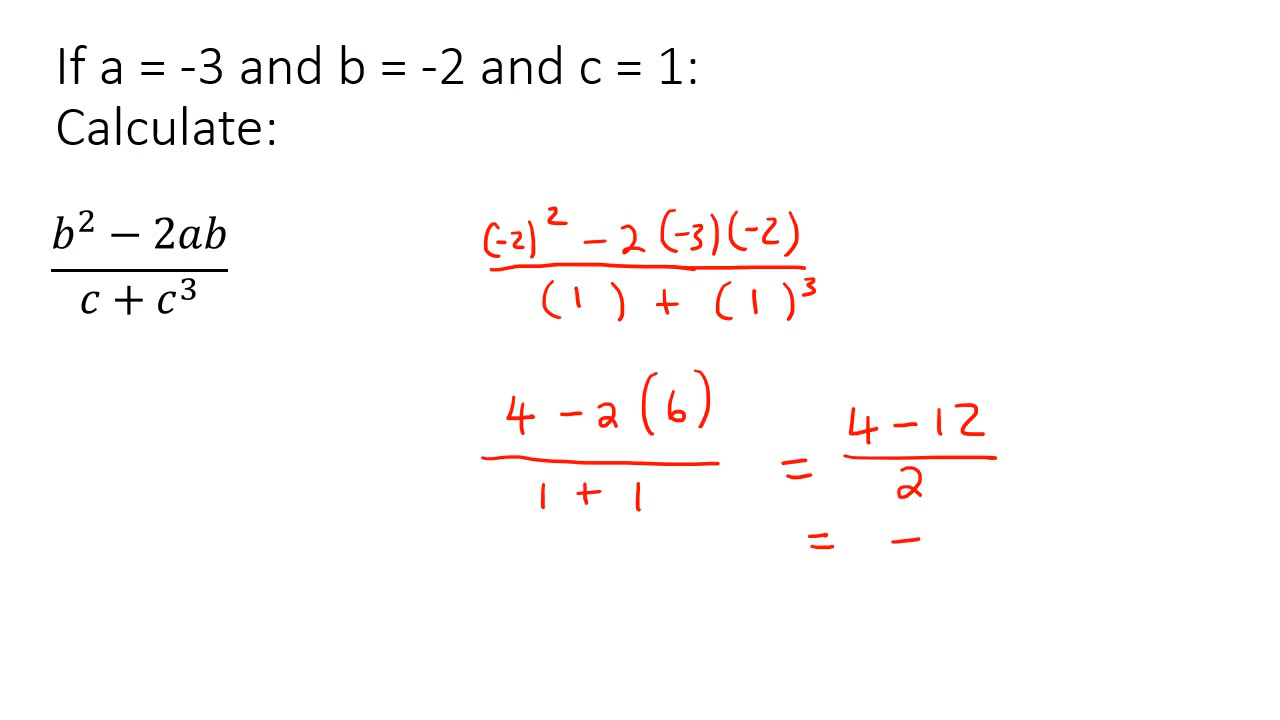 If a = -3 and b = -2 and c = 1:
Calculate:
b² − 2ab
c + c³
(-2)² − 2 (-3)(-2)
(1) + (1)³
4 − 2 (6)
1 + 1
= 4 − 12
2
= −